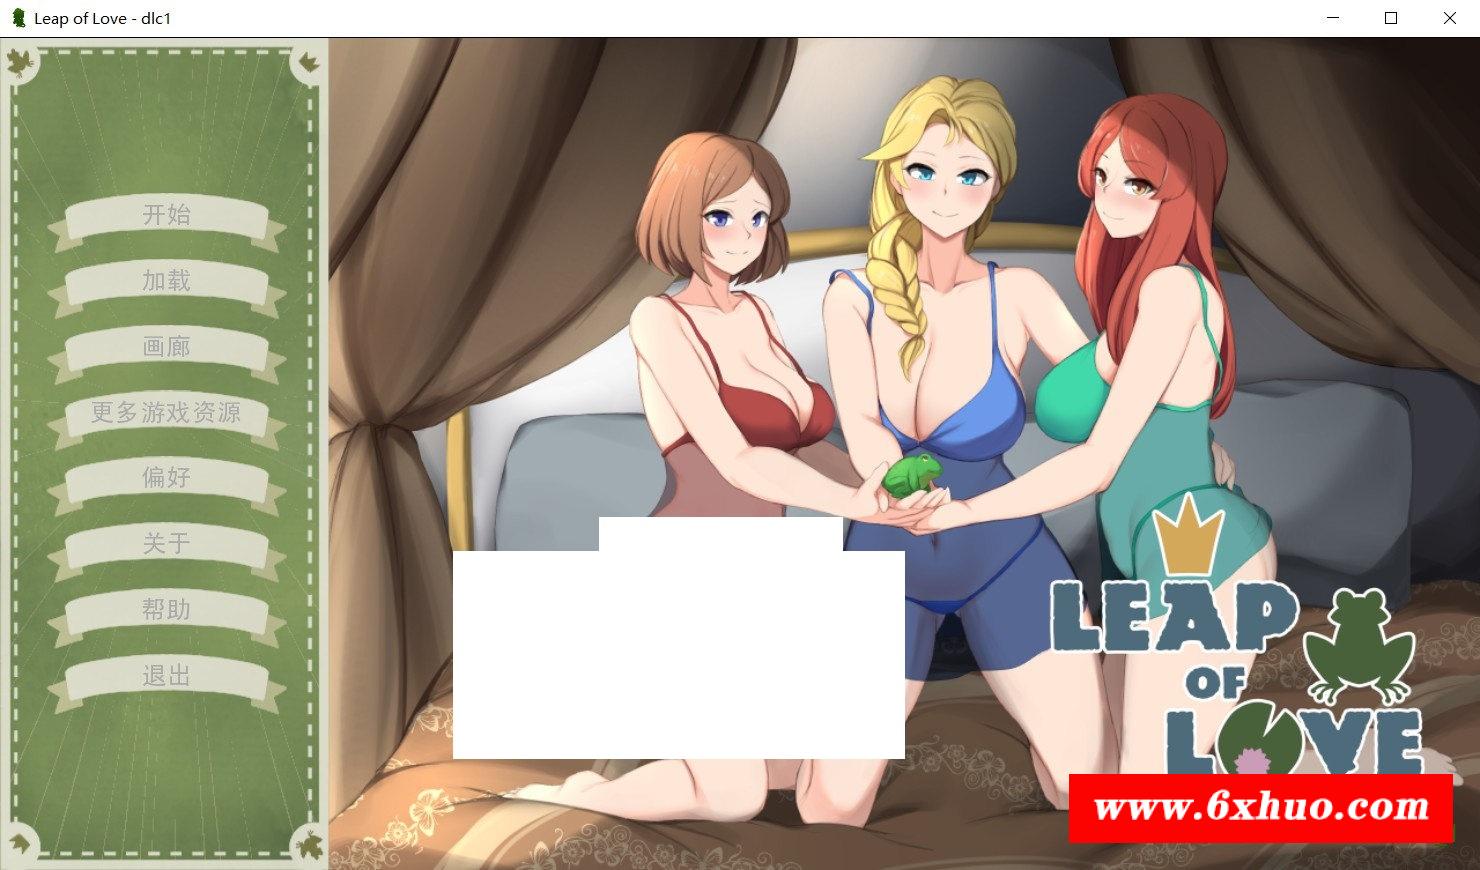 Leap of Love - dlc1
开始
加载
画廊
更多游戏资源
偏好
关于
帮助
退出
LEAP
OF
LOVE
www.6xhuo.com